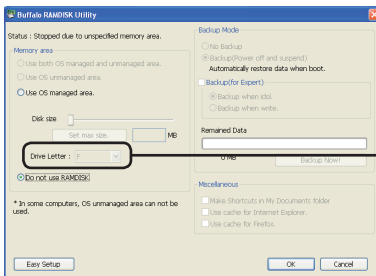 Buffalo RAMDISK Utility
Status : Stopped due to unspecified memory area.
Memory area
Use both OS managed and unmanaged area.
Use OS unmanaged area.
Use OS managed area.
Disk size
Set max size.
MB
Drive Letter : F
Do not use RAMDISK
* In some computers, OS unmanaged area can not be
used.
Easy Setup
Backup Mode
No Backup
Backup(Power off and suspend)
Automatically restore data when boot.
Backup(for Expert)
Backup when idol.
Backup when write.
Remained Data
0 MB
Backup Now!
Miscellaneous
Make Shortcuts in My Documents folder
Use cache for Internet Explorer.
Use cache for Firefox.
OK
Cancel